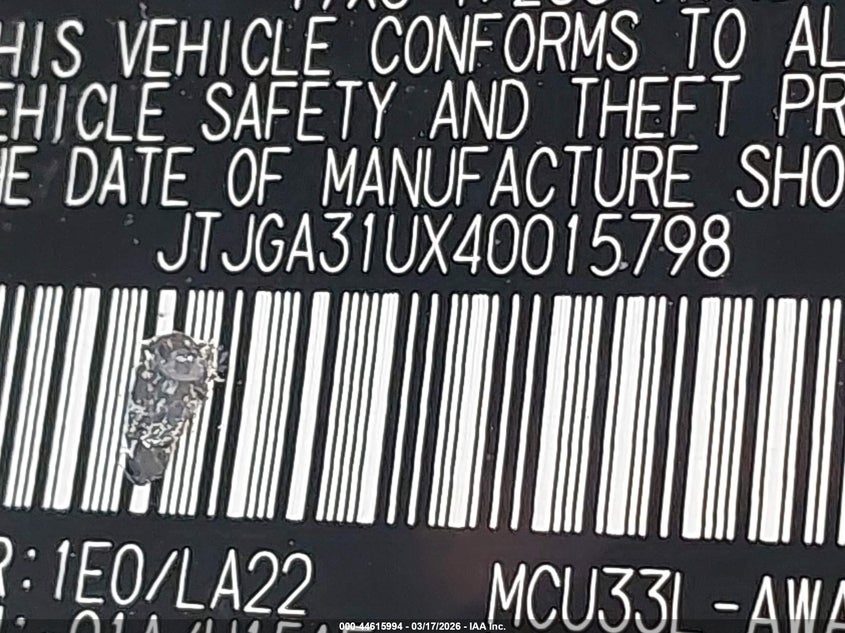 HIS VEHICLE CONFORMS TO AL
EHICLE SAFETY AND THEFT PR
HE DATE OF MANUFACTURE SHO
JTJGA31UX40015798
R:1E0/LA22
MCU33L-AWA
000-44615994 - 03/17/2026 - IAA Inc.